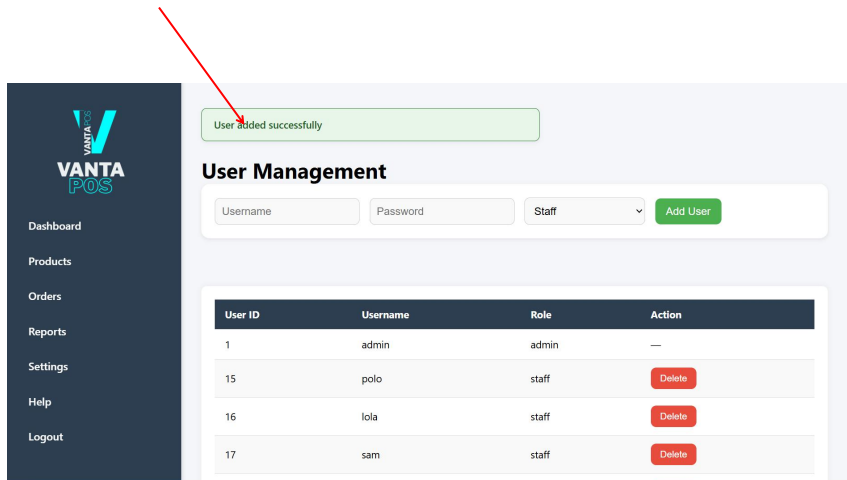 VANTAPOS
VANTA
POS
Dashboard
Products
Orders
Reports
Settings
Help
Logout
User added successfully
User Management
Username Password Staff Add User
User ID Username Role Action
1 admin admin —
15 polo staff Delete
16 lola staff Delete
17 sam staff Delete